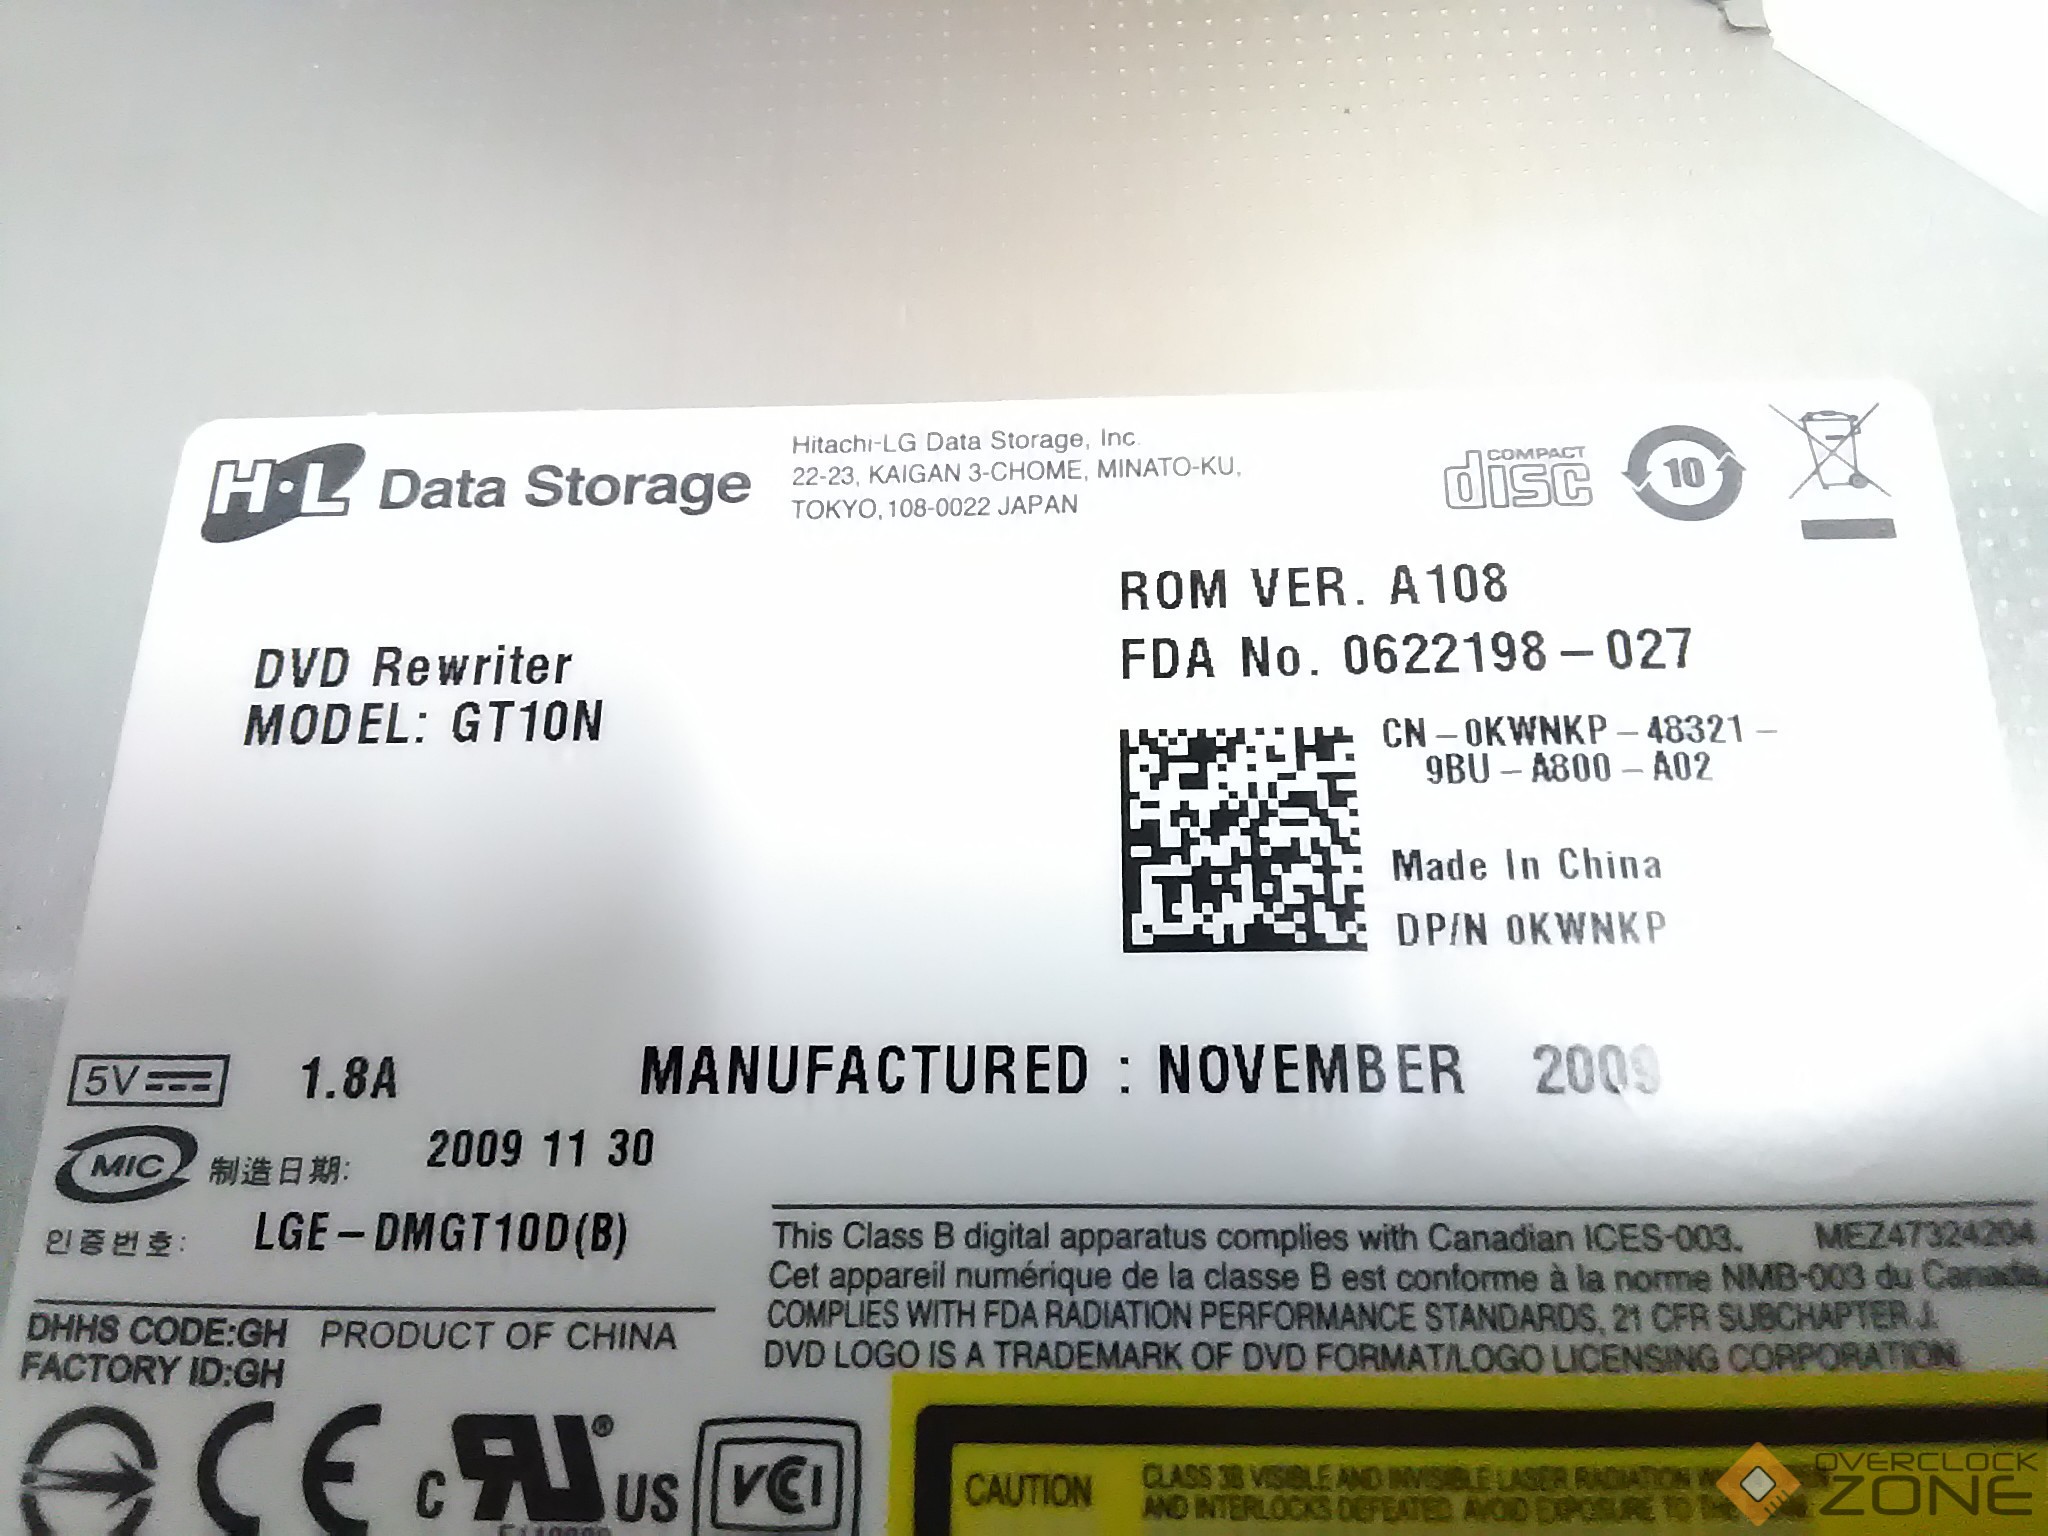 H·L Data Storage
Hitachi-LG Data Storage, Inc.
22-23, KAIGAN 3-CHOME, MINATO-KU,
TOKYO, 108-0022 JAPAN
COMPACT
disc
10
ROM VER. A108
FDA No. 0622198-027
DVD Rewriter
MODEL: GT10N
CN-0KWNKP-48321-
9BU-A800-A02
Made In China
DP/N 0KWNKP
5V 1.8A
MANUFACTURED : NOVEMBER 2009
MIC 制造日期: 2009 11 30
인증번호: LGE-DMGT10D(B)
This Class B digital apparatus complies with Canadian ICES-003. MEZ47324204
Cet appareil numérique de la classe B est conforme à la norme NMB-003 du Canada.
COMPLIES WITH FDA RADIATION PERFORMANCE STANDARDS, 21 CFR SUBCHAPTER J.
DVD LOGO IS A TRADEMARK OF DVD FORMAT/LOGO LICENSING CORPORATION.
DHHS CODE:GH PRODUCT OF CHINA
FACTORY ID:GH
CE
C RU® US
VCCI
CAUTION
CLASS 3B VISIBLE AND INVISIBLE LASER RADIATION
AND INTERLOCKS DEFEATED. AVOID EXPOSURE TO
OVERCLOCK
ZONE